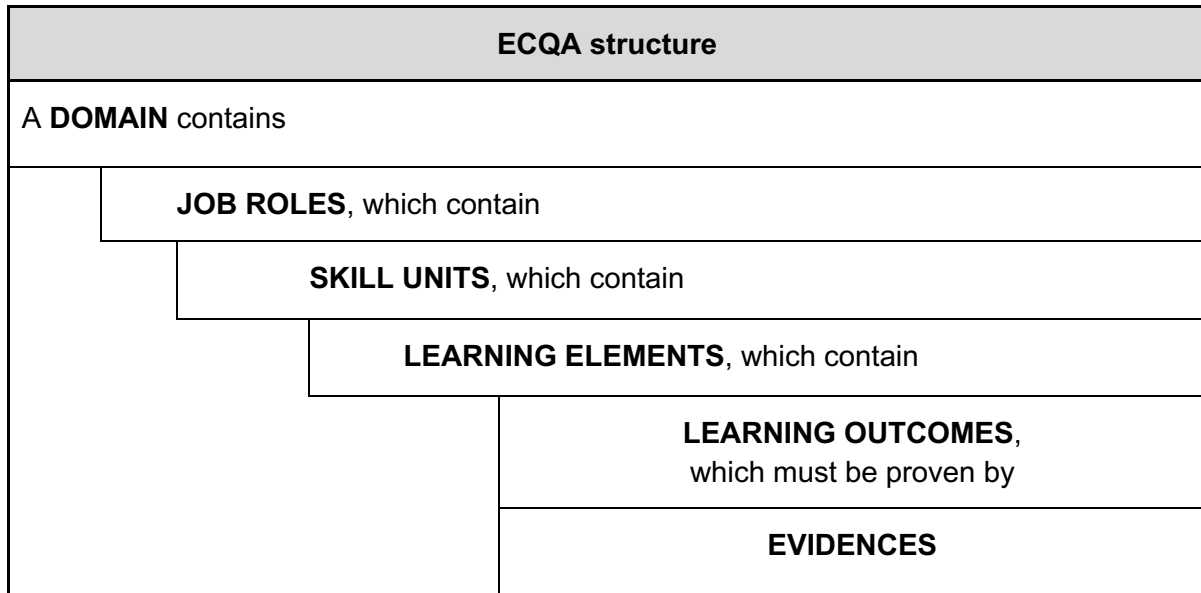 ECQA structure
A DOMAIN contains
JOB ROLES, which contain
SKILL UNITS, which contain
LEARNING ELEMENTS, which contain
LEARNING OUTCOMES,
which must be proven by
EVIDENCES